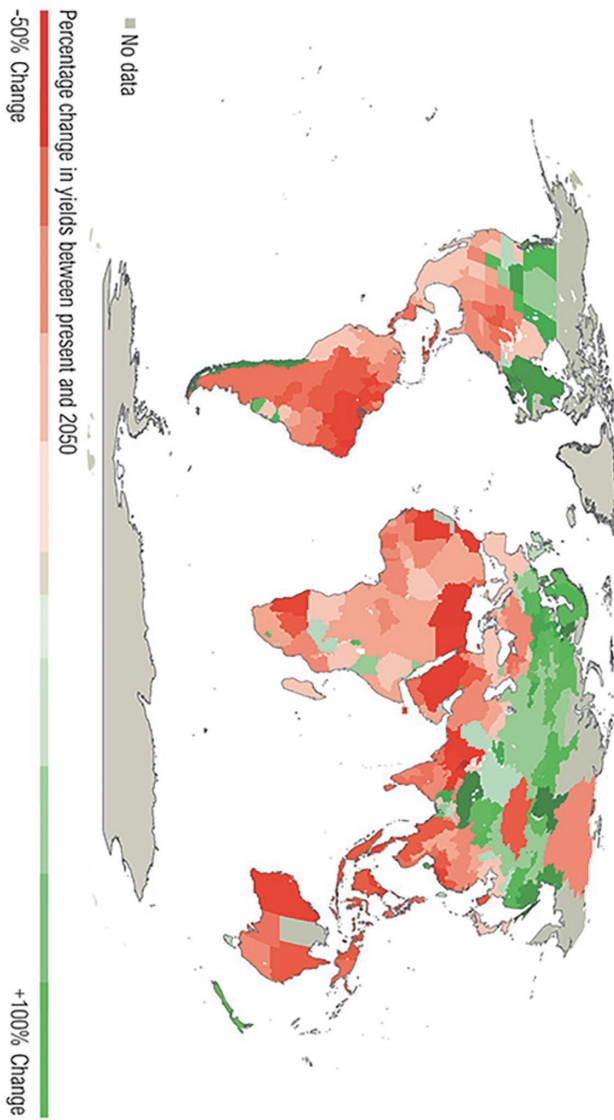 No data
Percentage change in yields between present and 2050
-50% Change
+100% Change